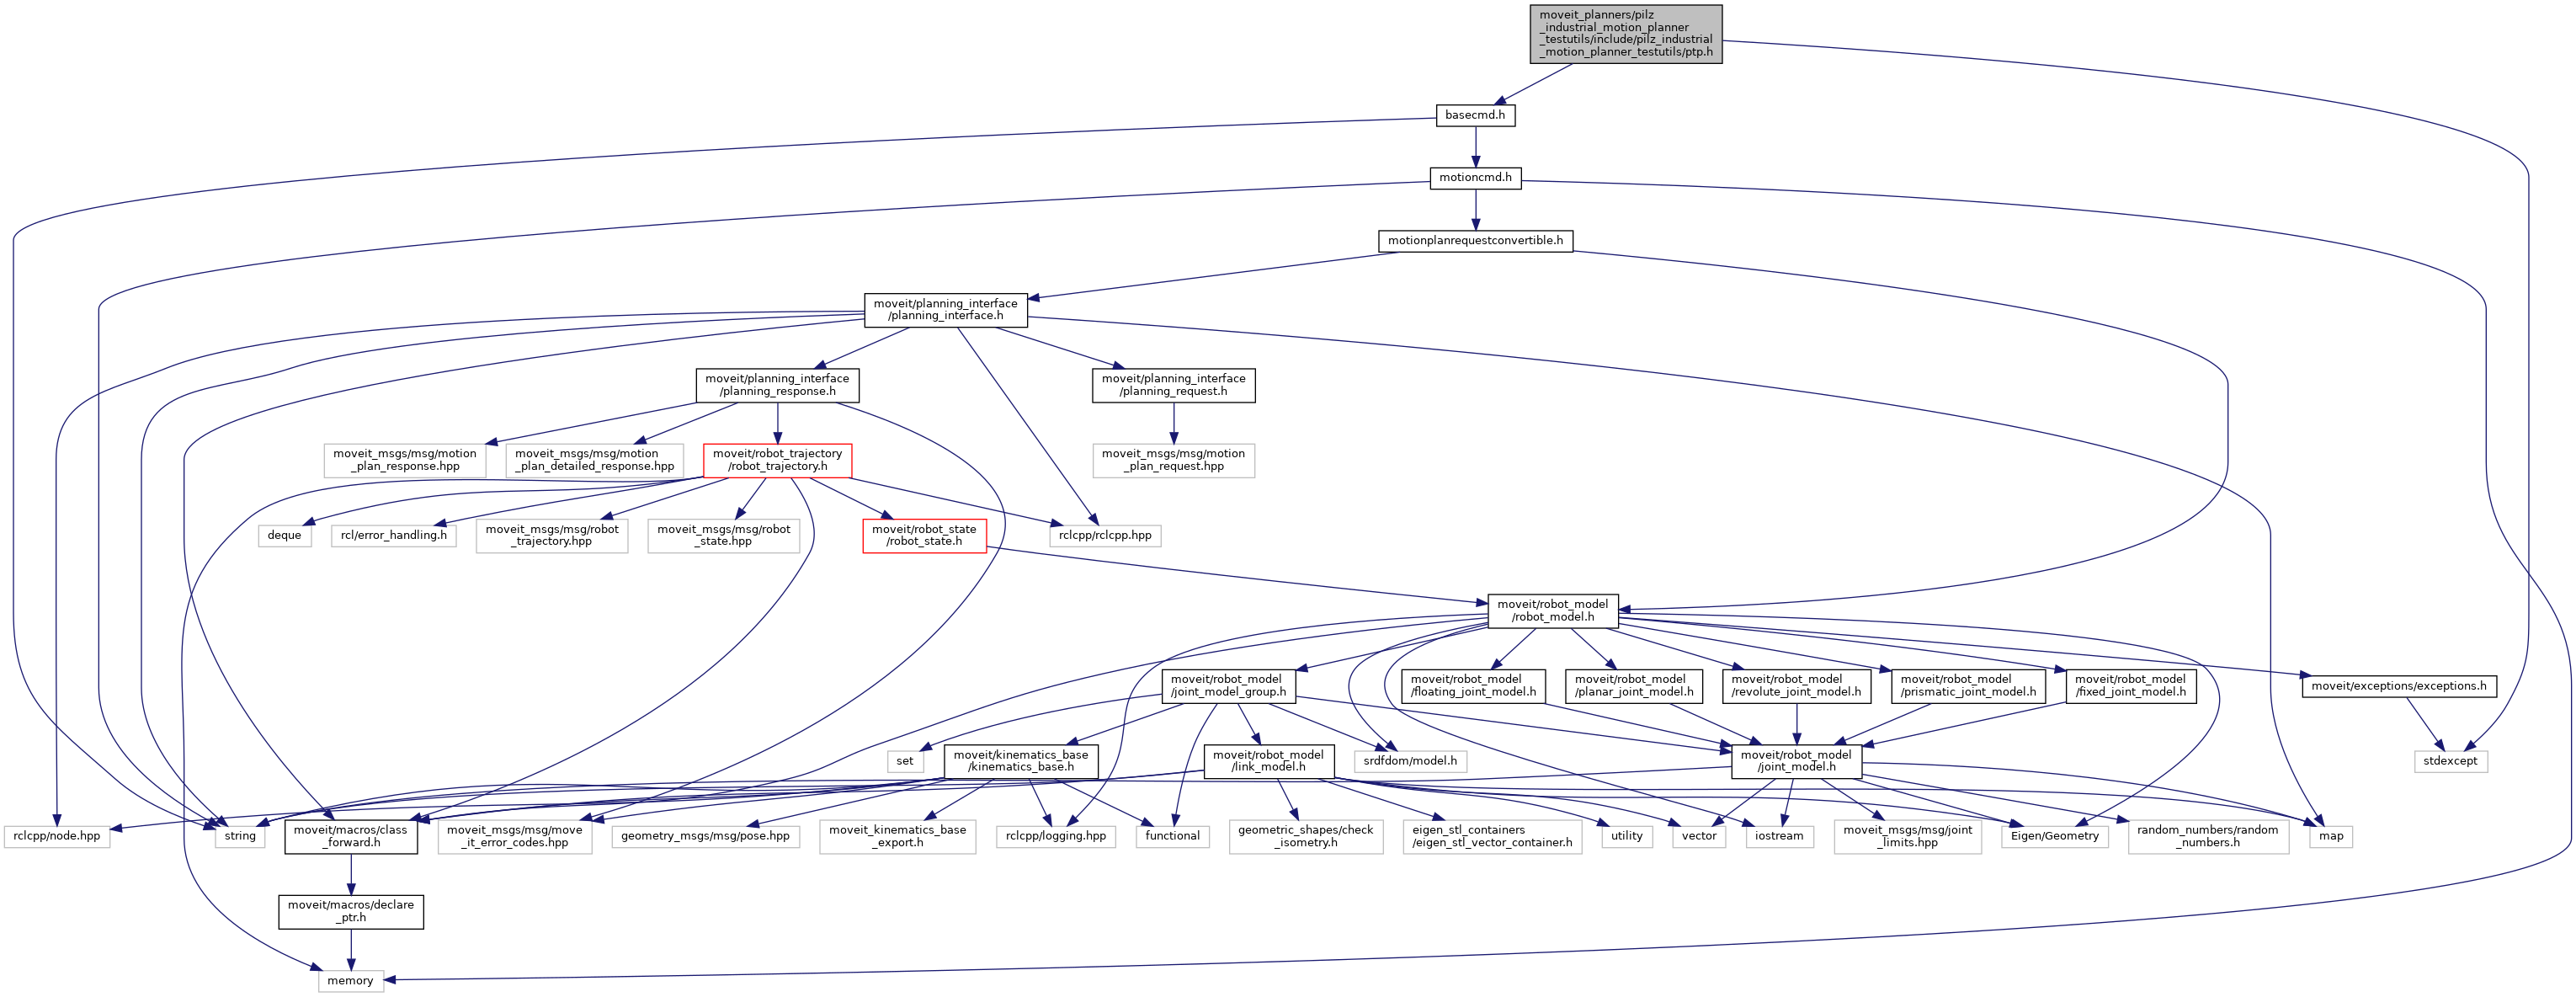 moveit_planners/pilz
_industrial_motion_planner
_testutils/include/pilz_industrial
_motion_planner_testutils/ptp.h
basecmd.h
motioncmd.h
motionplanrequestconvertible.h
moveit/planning_interface
/planning_interface.h
moveit/planning_interface
/planning_response.h
moveit/planning_interface
/planning_request.h
moveit_msgs/msg/motion
_plan_response.hpp
moveit_msgs/msg/motion
_plan_detailed_response.hpp
moveit/robot_trajectory
/robot_trajectory.h
moveit_msgs/msg/motion
_plan_request.hpp
deque
rcl/error_handling.h
moveit_msgs/msg/robot
_trajectory.hpp
moveit_msgs/msg/robot
_state.hpp
moveit/robot_state
/robot_state.h
rclcpp/rclcpp.hpp
moveit/robot_model
/robot_model.h
moveit/robot_model
/joint_model_group.h
moveit/robot_model
/floating_joint_model.h
moveit/robot_model
/planar_joint_model.h
moveit/robot_model
/revolute_joint_model.h
moveit/robot_model
/prismatic_joint_model.h
moveit/robot_model
/fixed_joint_model.h
moveit/exceptions/exceptions.h
set
moveit/kinematics_base
/kinematics_base.h
moveit/robot_model
/link_model.h
srdfdom/model.h
moveit/robot_model
/joint_model.h
stdexcept
rclcpp/node.hpp
string
moveit/macros/class
_forward.h
moveit_msgs/msg/move
_it_error_codes.hpp
geometry_msgs/msg/pose.hpp
moveit_kinematics_base
_export.h
rclcpp/logging.hpp
functional
geometric_shapes/check
_isometry.h
eigen_stl_containers
/eigen_stl_vector_container.h
utility
vector
iostream
moveit_msgs/msg/joint
_limits.hpp
Eigen/Geometry
random_numbers/random
_numbers.h
map
moveit/macros/declare
_ptr.h
memory